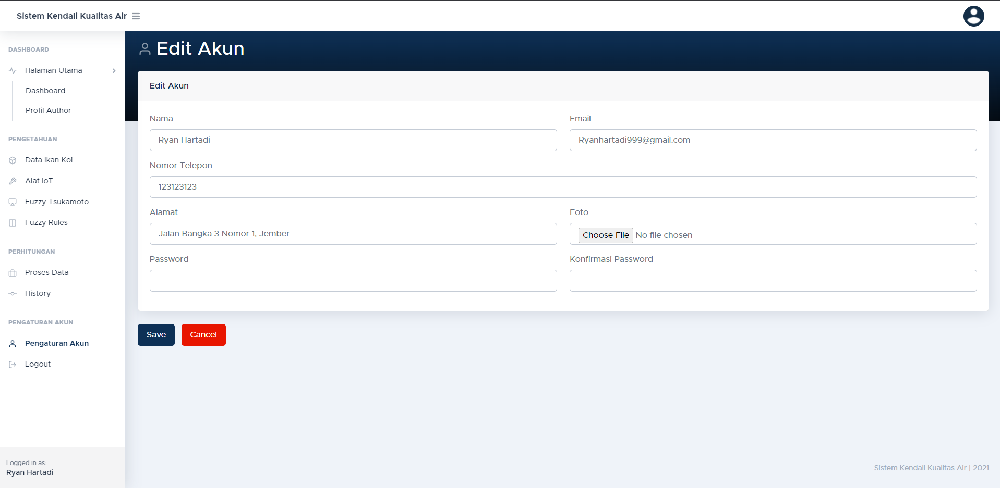 Sistem Kendali Kualitas Air
DASHBOARD
Halaman Utama
Dashboard
Profil Author
PENGETAHUAN
Data Ikan Koi
Alat IoT
Fuzzy Tsukamoto
Fuzzy Rules
PERHITUNGAN
Proses Data
History
PENGATURAN AKUN
Pengaturan Akun
Logout
Logged in as:
Ryan Hartadi
Edit Akun
Edit Akun
Nama
Ryan Hartadi
Email
Ryanhartadi999@gmail.com
Nomor Telepon
123123123
Alamat
Jalan Bangka 3 Nomor 1, Jember
Foto
Choose File No file chosen
Password
Konfirmasi Password
Save
Cancel
Sistem Kendali Kualitas Air | 2021